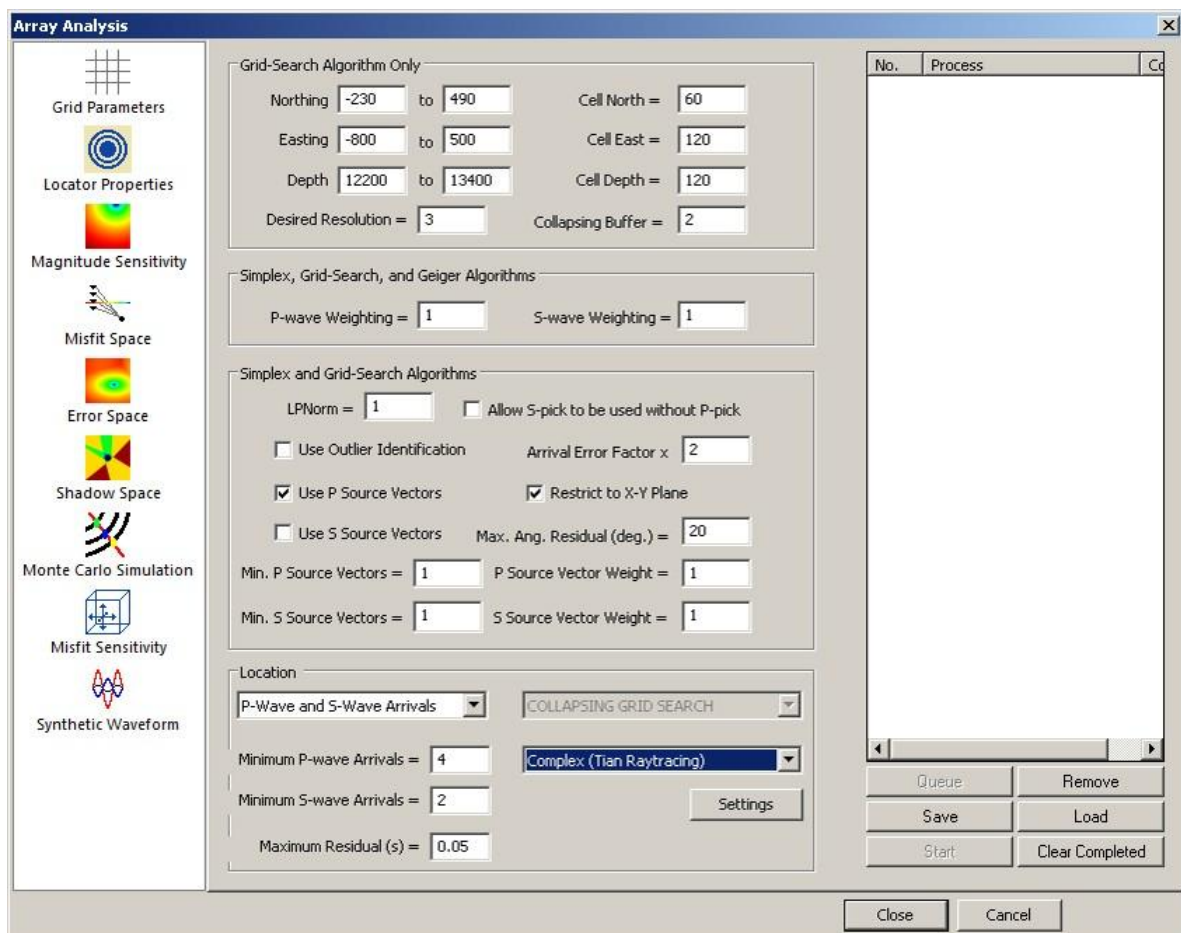 Array Analysis
Grid Parameters
Locator Properties
Magnitude Sensitivity
Misfit Space
Error Space
Shadow Space
Monte Carlo Simulation
Misfit Sensitivity
Synthetic Waveform
Grid-Search Algorithm Only
Northing -230 to 490 Cell North = 60
Easting -800 to 500 Cell East = 120
Depth 12200 to 13400 Cell Depth = 120
Desired Resolution = 3 Collapsing Buffer = 2
Simplex, Grid-Search, and Geiger Algorithms
P-wave Weighting = 1 S-wave Weighting = 1
Simplex and Grid-Search Algorithms
LPNorm = 1 Allow S-pick to be used without P-pick
Use Outlier Identification Arrival Error Factor x 2
Use P Source Vectors Restrict to X-Y Plane
Use S Source Vectors Max. Ang. Residual (deg.) = 20
Min. P Source Vectors = 1 P Source Vector Weight = 1
Min. S Source Vectors = 1 S Source Vector Weight = 1
Location
P-Wave and S-Wave Arrivals COLLAPSING GRID SEARCH
Minimum P-wave Arrivals = 4 Complex (Tian Raytracing)
Minimum S-wave Arrivals = 2 Settings
Maximum Residual (s) = 0.05
No. Process Co
Queue Remove
Save Load
Start Clear Completed
Close Cancel